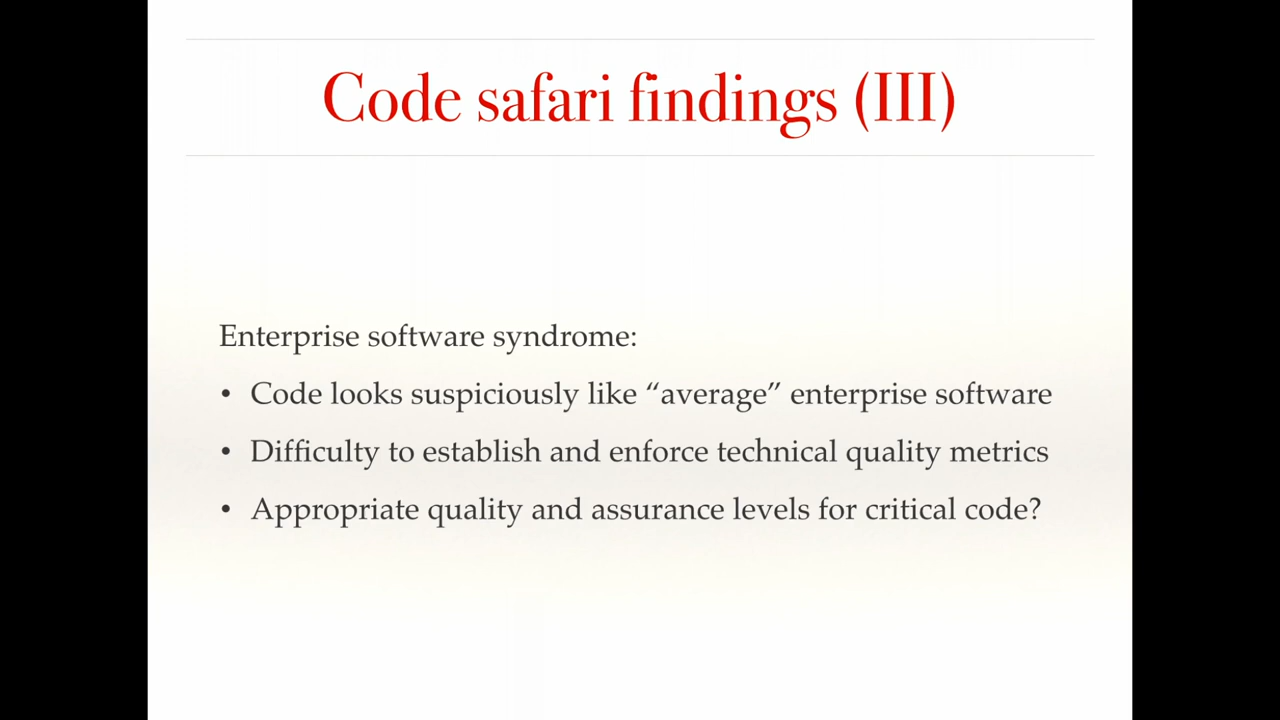 Code safari findings (III)
Enterprise software syndrome:
• Code looks suspiciously like “average” enterprise software
• Difficulty to establish and enforce technical quality metrics
• Appropriate quality and assurance levels for critical code?